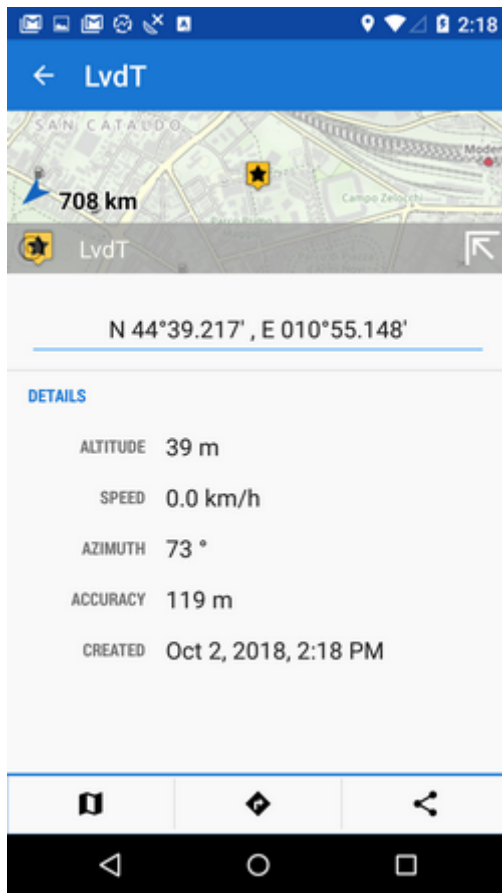 2:18
LvdT
SAN CATALDO
Moder
708 km
Campo Zelocchi
LvdT
N 44°39.217' , E 010°55.148'
DETAILS
ALTITUDE 39 m
SPEED 0.0 km/h
AZIMUTH 73 °
ACCURACY 119 m
CREATED Oct 2, 2018, 2:18 PM